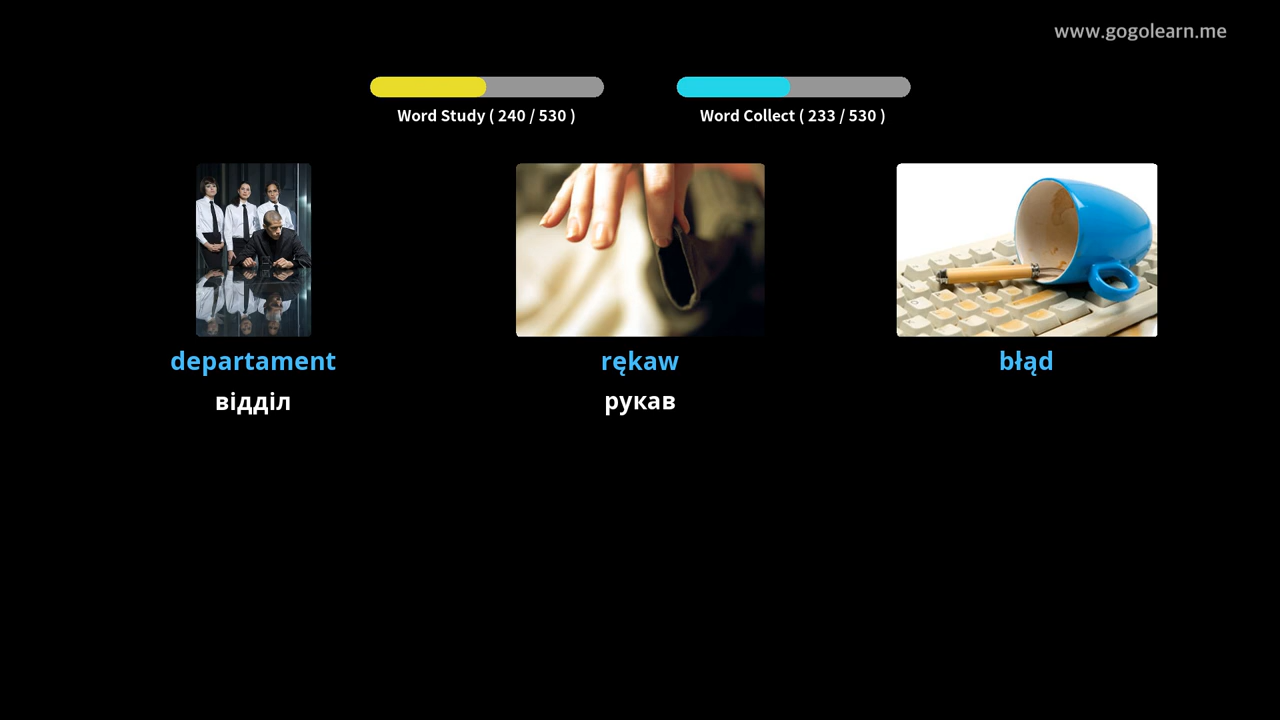 www.gogolearn.me
Word Study ( 240 / 530 )
Word Collect ( 233 / 530 )
departament
rękaw
błąd
відділ
рукав